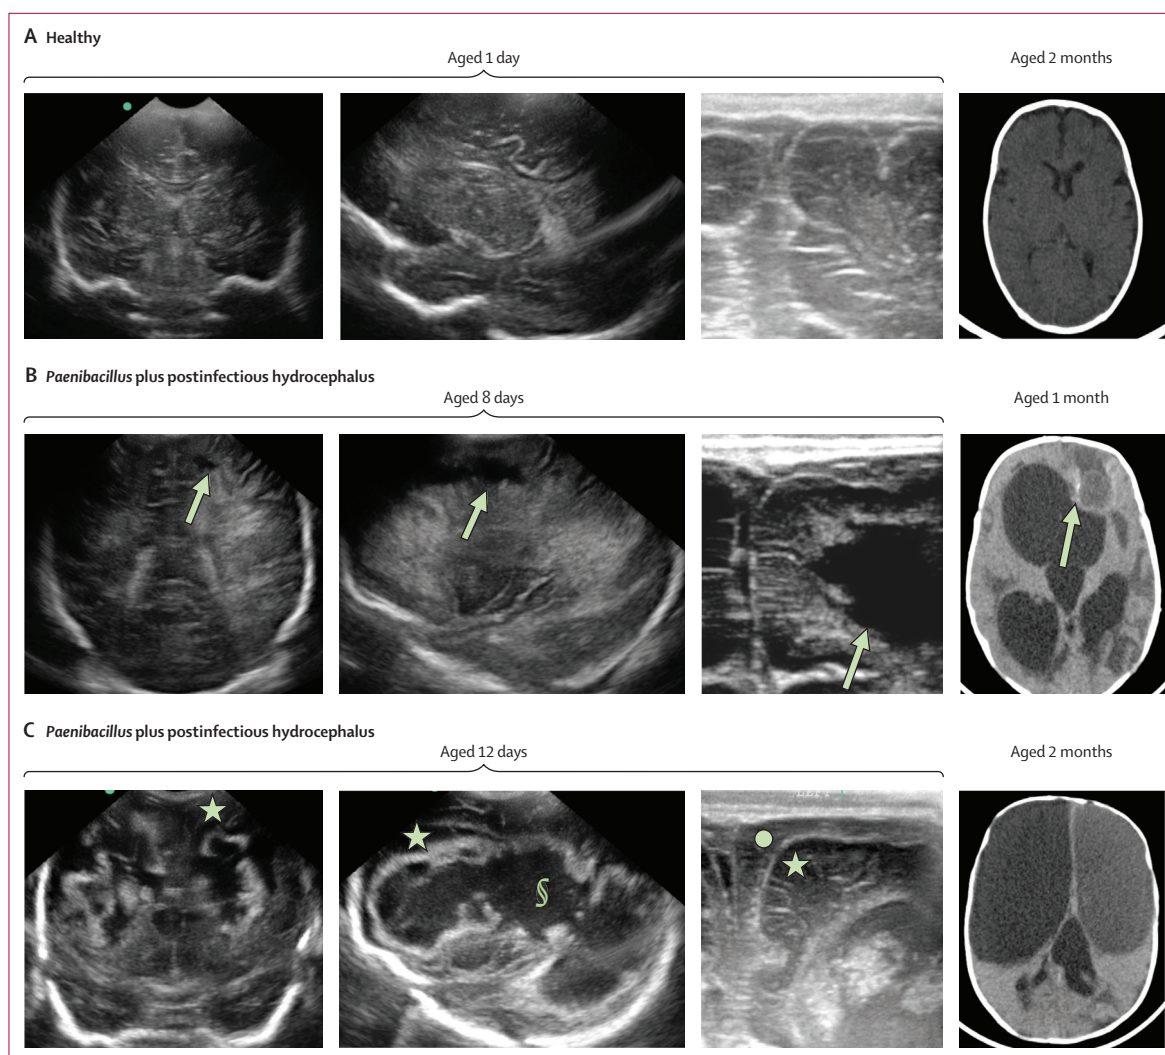 A Healthy
Aged 1 day
Aged 2 months
B Paenibacillus plus postinfectious hydrocephalus
Aged 8 days
Aged 1 month
C Paenibacillus plus postinfectious hydrocephalus
Aged 12 days
Aged 2 months
§